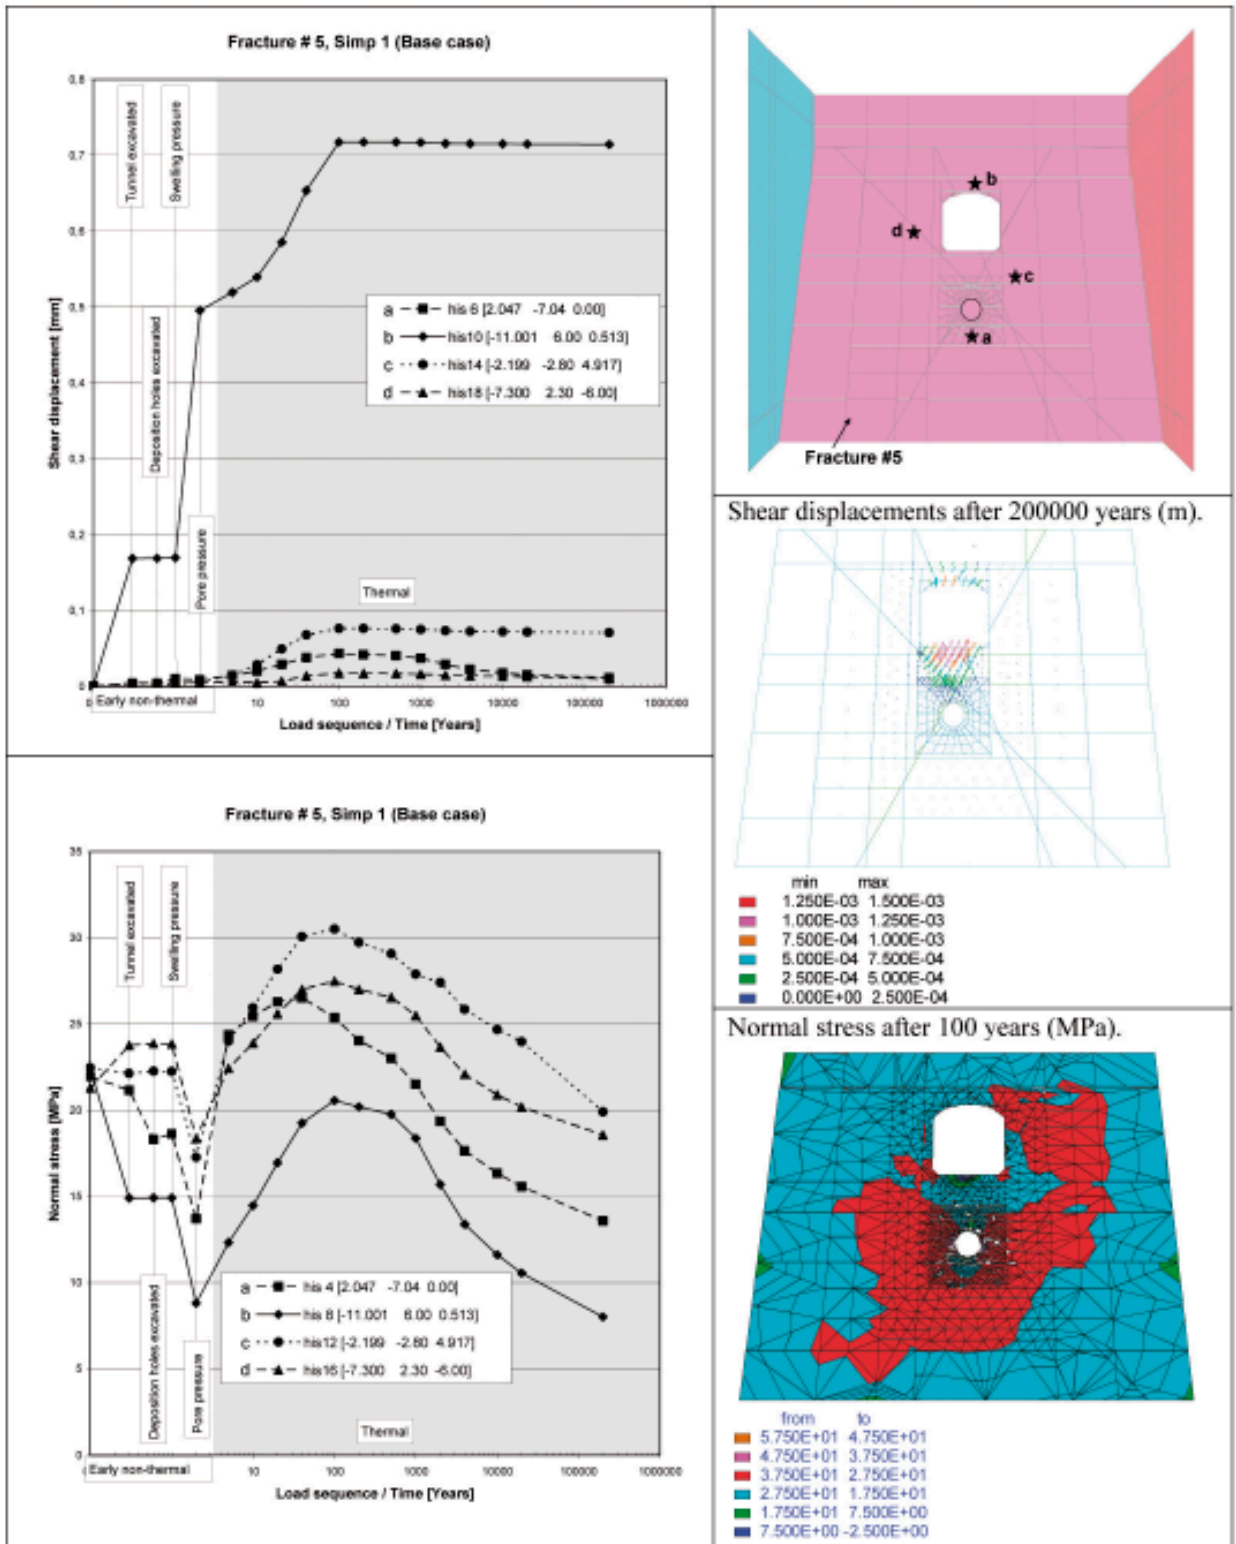 Fracture # 5, Simp 1 (Base case)
0,8
0,7
0,6
0,5
0,4
0,3
0,2
0,1
0
Shear displacement [mm]
Tunnel excavated
Deposition holes excavated
Swelling pressure
Pore pressure
a his 6 [2.047 -7.04 0.00]
b his10 [-11.001 6.00 0.513]
c his14 [-2.199 -2.80 4.917]
d his18 [-7.300 2.30 -6.00]
Thermal
Early non-thermal
10 100 1000 10000 100000 1000000
Load sequence / Time [Years]
b
d
c
a
Fracture #5
Shear displacements after 200000 years (m).
min max
1.250E-03 1.500E-03
1.000E-03 1.250E-03
7.500E-04 1.000E-03
5.000E-04 7.500E-04
2.500E-04 5.000E-04
0.000E+00 2.500E-04
Fracture # 5, Simp 1 (Base case)
35
30
25
20
15
10
5
0
Normal stress [MPa]
Tunnel excavated
Deposition holes excavated
Swelling pressure
Pore pressure
a his 4 [2.047 -7.04 0.00]
b his 8 [-11.001 6.00 0.513]
c his12 [-2.199 -2.80 4.917]
d his16 [-7.300 2.30 -6.00]
Thermal
Early non-thermal
10 100 1000 10000 100000 1000000
Load sequence / Time [Years]
Normal stress after 100 years (MPa).
from to
5.750E+01 4.750E+01
4.750E+01 3.750E+01
3.750E+01 2.750E+01
2.750E+01 1.750E+01
1.750E+01 7.500E+00
7.500E+00 -2.500E+00